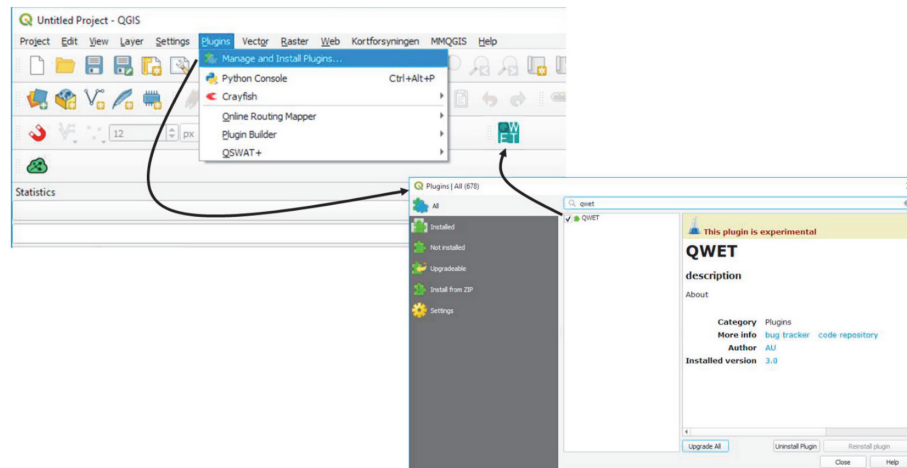 Untitled Project - QGIS
Project Edit View Layer Settings Plugins Vector Raster Web Kortforsyningen MMQGIS Help
Manage and Install Plugins...
Python Console Ctrl+Alt+P
Crayfish
Online Routing Mapper
12 px
Plugin Builder
QSWAT+
QWET
Statistics
Plugins | All (678)
All
qwet
Installed
QWET
This plugin is experimental
Not installed
QWET
Upgradeable
description
Install from ZIP
About
Settings
Category Plugins
More info bug tracker code repository
Author AU
Installed version 3.0
Upgrade All Uninstall Plugin Reinstall plugin
Close Help